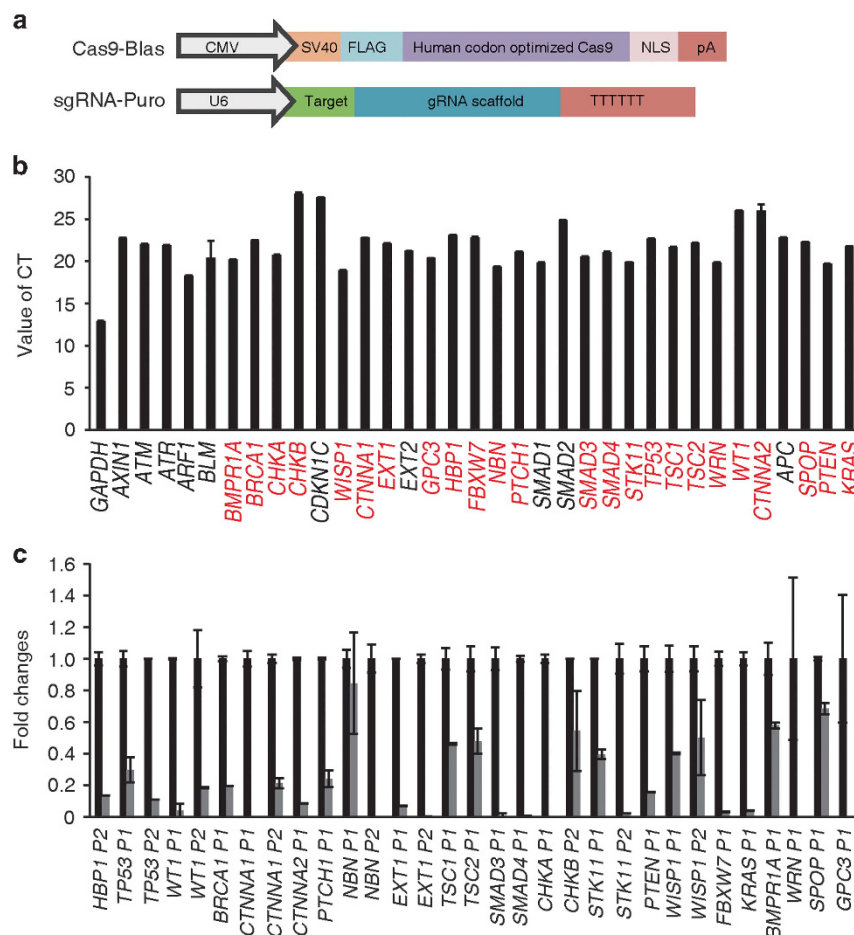 a
Cas9-Blas CMV SV40 FLAG Human codon optimized Cas9 NLS pA
sgRNA-Puro U6 Target gRNA scaffold TTTTTT
b
Value of CT
30
25
20
15
10
5
0
GAPDH
AXIN1
ATM
ATR
ARF1
BLM
BMPR1A
BRCA1
CHKA
CHKB
CDKN1C
WISP1
CTNNA1
EXT1
EXT2
GPC3
HBP1
FBXW7
NBN
PTCH1
SMAD1
SMAD2
SMAD3
SMAD4
STK11
TP53
TSC1
TSC2
WRN
WT1
CTNNA2
APC
SPOP
PTEN
KRAS
c
Fold changes
1.6
1.4
1.2
1.0
0.8
0.6
0.4
0.2
0
HBP1 P2
TP53 P1
TP53 P2
WT1 P1
WT1 P2
BRCA1 P1
CTNNA1 P1
CTNNA1 P2
CTNNA2 P1
PTCH1 P1
NBN P1
NBN P2
EXT1 P1
EXT1 P2
TSC1 P1
TSC2 P1
SMAD3 P1
SMAD4 P1
CHKA P1
CHKB P2
STK11 P1
STK11 P2
PTEN P1
WISP1 P1
WISP1 P2
FBXW7 P1
KRAS P1
BMPR1A P1
WRN P1
SPOP P1
GPC3 P1